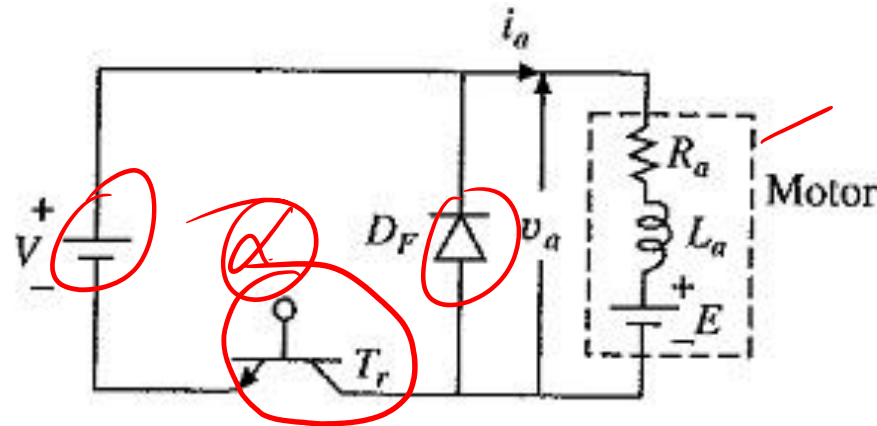 i_a
+
V
−
α
D_F
v_a
T_r
R_a
L_a
+
−E
Motor